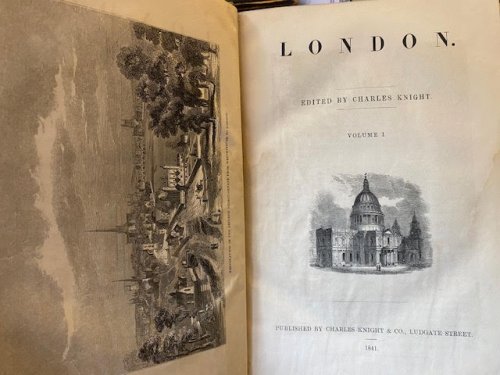 LONDON.
EDITED BY CHARLES KNIGHT.
VOLUME I.
PUBLISHED BY CHARLES KNIGHT & CO., LUDGATE STREET.
1841.